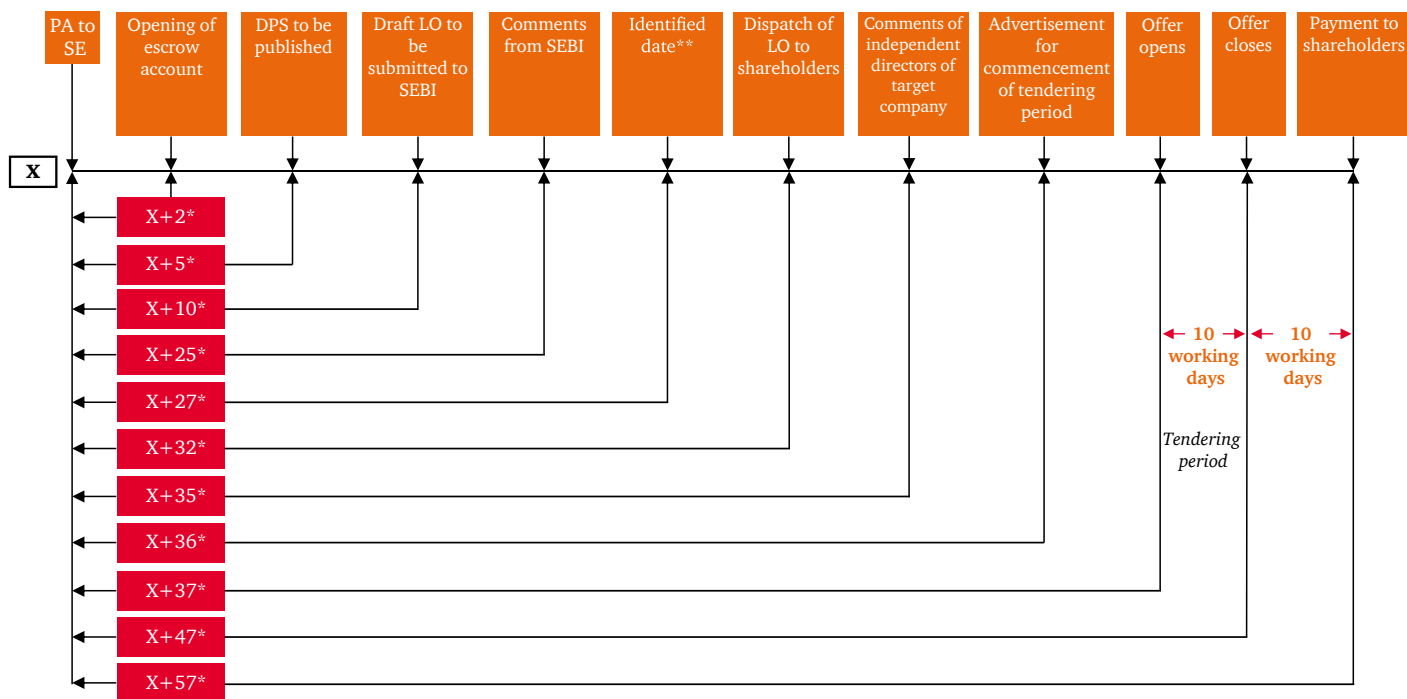 PA to
SE
Opening of
escrow
account
DPS to be
published
Draft LO to
be
submitted to
SEBI
Comments
from SEBI
Identified
date**
Dispatch of
LO to
shareholders
Comments of
independent
directors of
target
company
Advertisement
for
commencement
of tendering
period
Offer
opens
Offer
closes
Payment to
shareholders
X
X+2*
X+5*
X+10*
X+25*
X+27*
X+32*
X+35*
X+36*
X+37*
X+47*
X+57*
10
working
days
10
working
days
Tendering
period